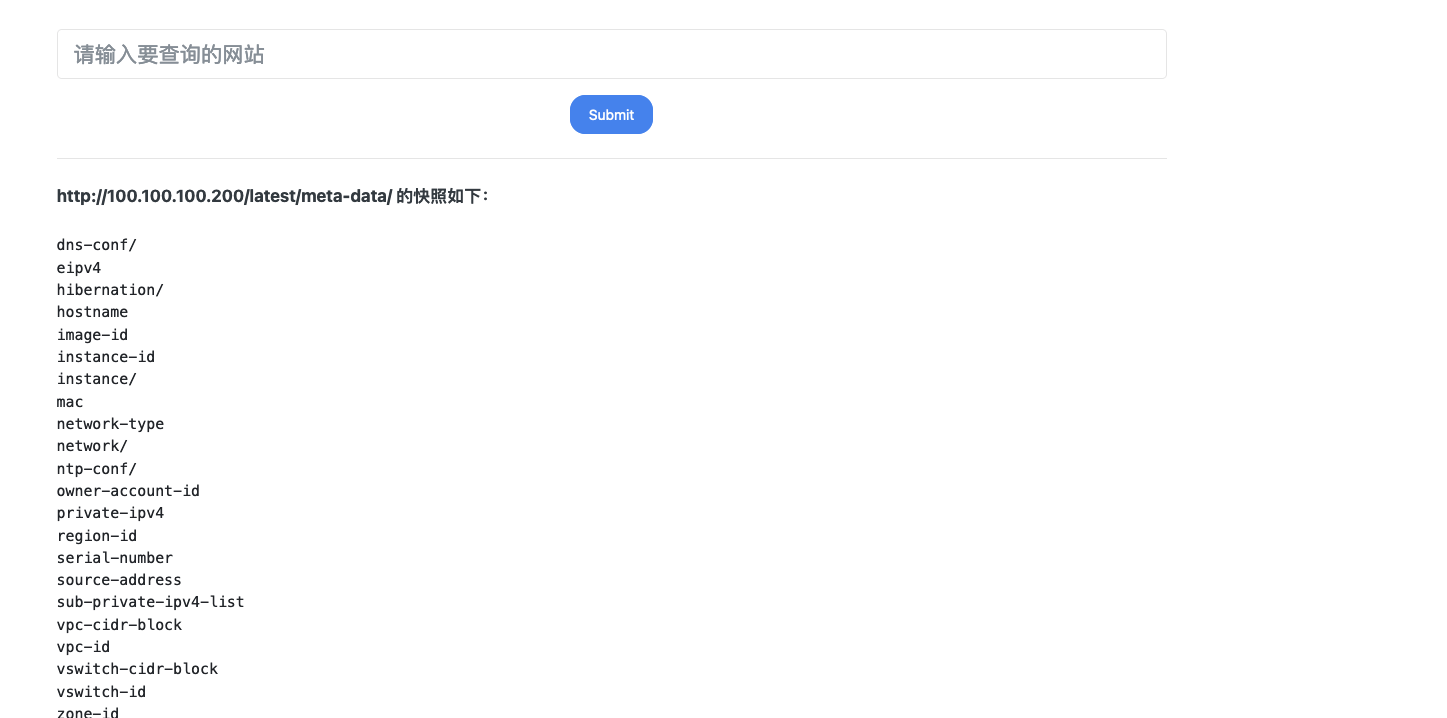 请输入要查询的网站
Submit
http://100.100.100.200/latest/meta-data/ 的快照如下：
dns-conf/
eipv4
hibernation/
hostname
image-id
instance-id
instance/
mac
network-type
network/
ntp-conf/
owner-account-id
private-ipv4
region-id
serial-number
source-address
sub-private-ipv4-list
vpc-cidr-block
vpc-id
vswitch-cidr-block
vswitch-id
zone-id